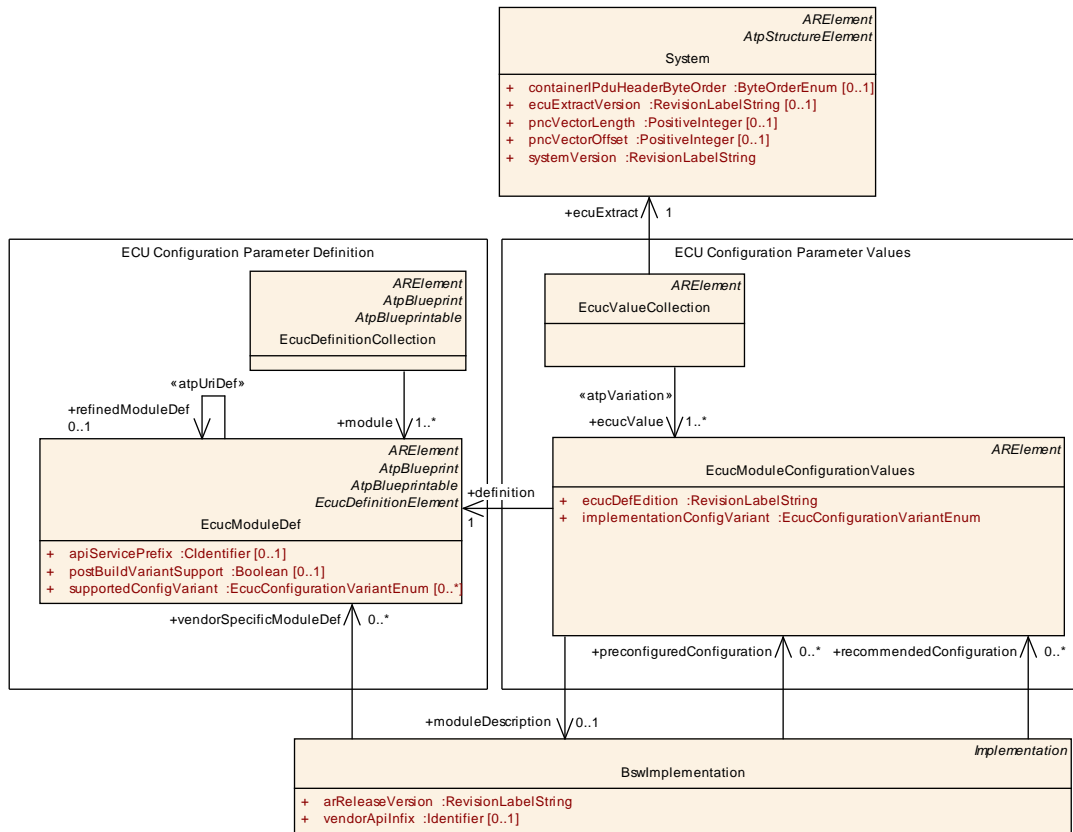 ARElement
AtpStructureElement
System
+ containerIPduHeaderByteOrder :ByteOrderEnum [0..1]
+ ecuExtractVersion :RevisionLabelString [0..1]
+ pncVectorLength :PositiveInteger [0..1]
+ pncVectorOffset :PositiveInteger [0..1]
+ systemVersion :RevisionLabelString
+ecuExtract 1
ECU Configuration Parameter Definition
ECU Configuration Parameter Values
ARElement
AtpBlueprint
AtpBlueprintable
EcucDefinitionCollection
ARElement
EcucValueCollection
«atpUriDef»
+refinedModuleDef
0..1
+module 1..*
«atpVariation»
+ecucValue 1..*
ARElement
AtpBlueprint
AtpBlueprintable
EcucDefinitionElement
EcucModuleDef
+ apiServicePrefix :CIdentifier [0..1]
+ postBuildVariantSupport :Boolean [0..1]
+ supportedConfigVariant :EcucConfigurationVariantEnum [0..*]
+definition
1
ARElement
EcucModuleConfigurationValues
+ ecucDefEdition :RevisionLabelString
+ implementationConfigVariant :EcucConfigurationVariantEnum
+vendorSpecificModuleDef 0..*
+preconfiguredConfiguration 0..*
+recommendedConfiguration 0..*
+moduleDescription 0..1
Implementation
BswImplementation
+ arReleaseVersion :RevisionLabelString
+ vendorApiInfix :Identifier [0..1]